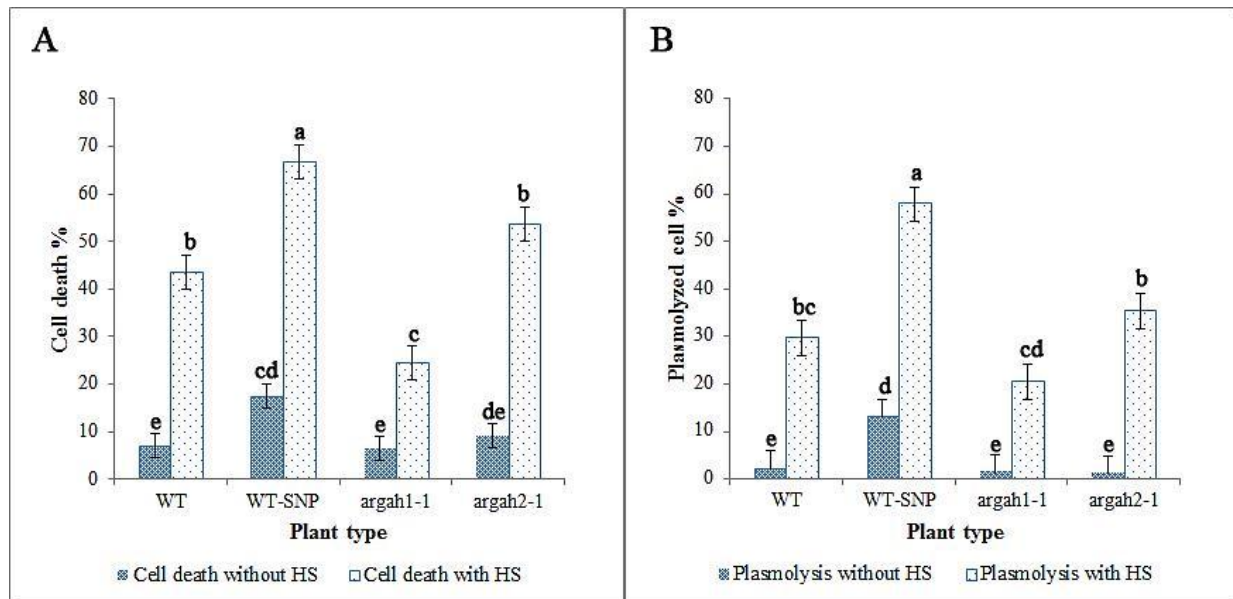 A
Cell death %
80
70
60
50
40
30
20
10
0
e
b
cd
a
e
c
de
b
WT
WT-SNP
argah1-1
argah2-1
Plant type
Cell death without HS
Cell death with HS
B
Plasmolyzed cell %
80
70
60
50
40
30
20
10
0
e
bc
d
a
e
cd
e
b
WT
WT-SNP
argah1-1
argah2-1
Plant type
Plasmolysis without HS
Plasmolysis with HS